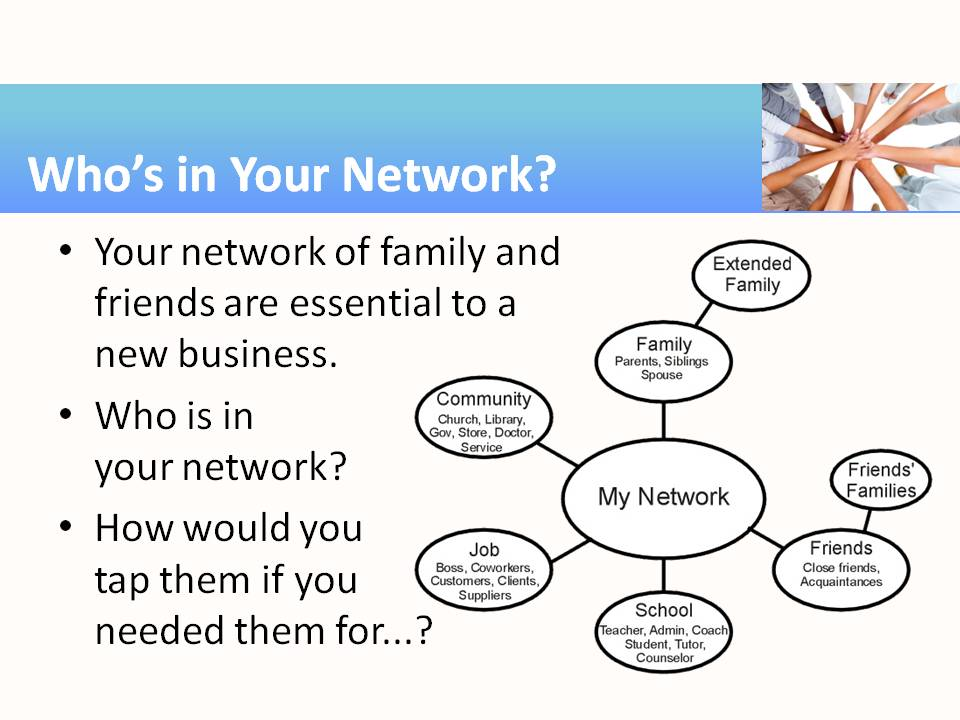 Who's in Your Network?
• Your network of family and
friends are essential to a
new business.
• Who is in
your network?
• How would you
tap them if you
needed them for...?
Extended
Family
Family
Parents, Siblings
Spouse
Community
Church, Library,
Gov, Store, Doctor,
Service
My Network
Friends'
Families
Friends
Close friends,
Acquaintances
Job
Boss, Coworkers,
Customers, Clients,
Suppliers
School
Teacher, Admin, Coach
Student, Tutor,
Counselor